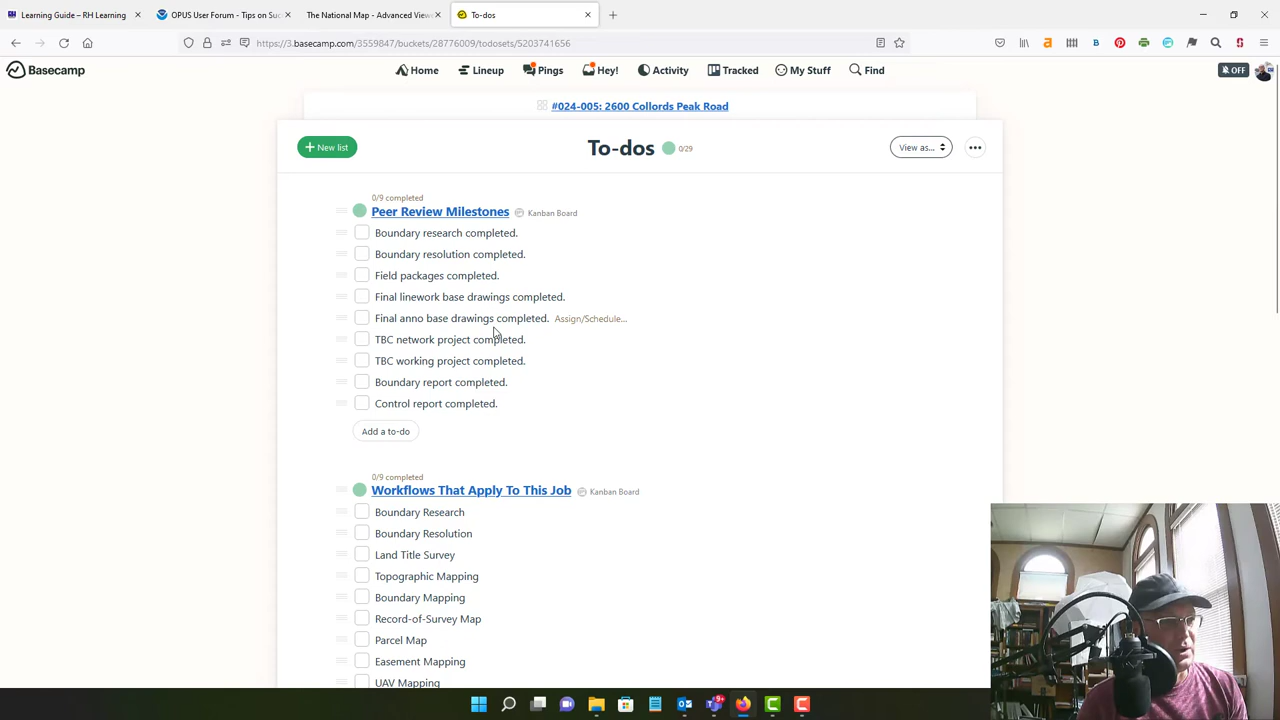 Learning Guide – RH Learning
OPUS User Forum - Tips on Suc
The National Map - Advanced View
To-dos
https://3.basecamp.com/3559847/buckets/28776009/todosets/5203741656
Basecamp
Home
Lineup
Pings
Hey!
Activity
Tracked
My Stuff
Find
OFF
#024-005: 2600 Collords Peak Road
New list
To-dos
0/29
View as...
0/9 completed
Peer Review Milestones
Kanban Board
Boundary research completed.
Boundary resolution completed.
Field packages completed.
Final linework base drawings completed.
Final anno base drawings completed. Assign/Schedule...
TBC network project completed.
TBC working project completed.
Boundary report completed.
Control report completed.
Add a to-do
0/9 completed
Workflows That Apply To This Job
Kanban Board
Boundary Research
Boundary Resolution
Land Title Survey
Topographic Mapping
Boundary Mapping
Record-of-Survey Map
Parcel Map
Easement Mapping
UAV Mapping